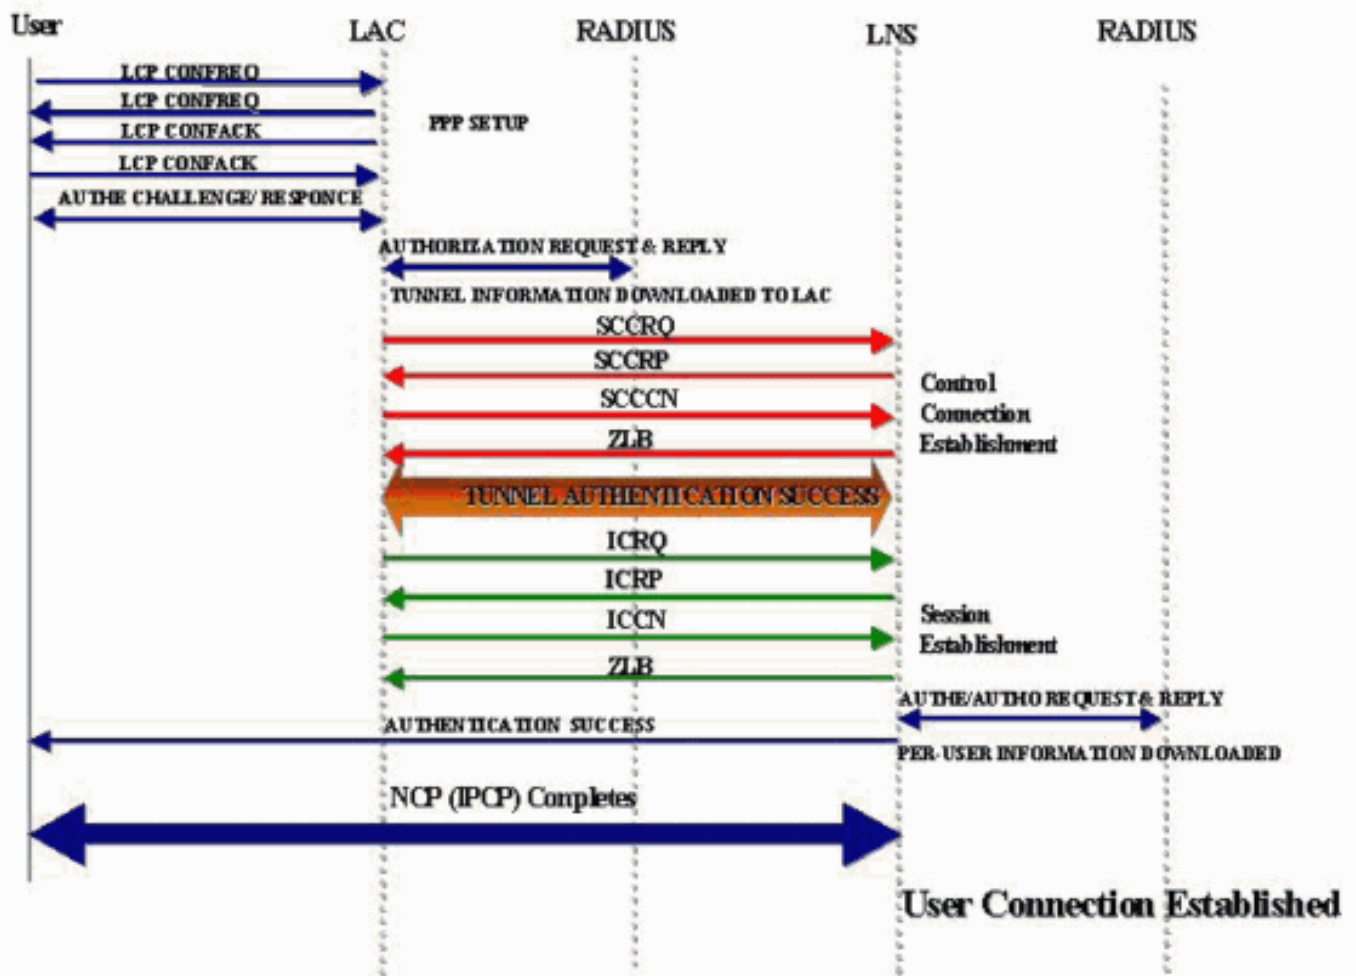 User
LAC
RADIUS
LNS
RADIUS
LCP CONFREQ
LCP CONFREQ
PPP SETUP
LCP CONFACK
LCP CONFACK
AUTHE CHALLENGE/ RESPONCE
AUTHORIZATION REQUEST & REPLY
TUNNEL INFORMATION DOWNLOADED TO LAC
SCCRQ
SCCRP
SCCCN
ZLB
Control
Connection
Establishment
TUNNEL AUTHENTICATION SUCCESS
ICRQ
ICRP
ICCN
ZLB
Session
Establishment
AUTHE/AUTHO REQUEST & REPLY
AUTHENTICATION SUCCESS
PER-USER INFORMATION DOWNLOADED
NCP (IPCP) Completes
User Connection Established